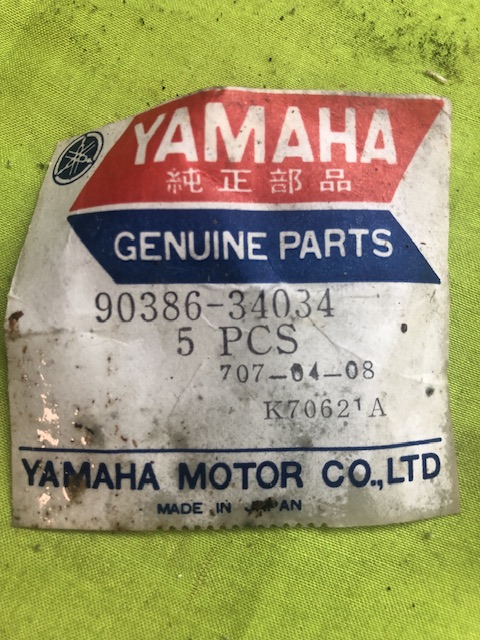 YAMAHA
純正部品
GENUINE PARTS
90386-34034
5 PCS
707-04-08
K70621A
YAMAHA MOTOR CO.,LTD
MADE IN JAPAN